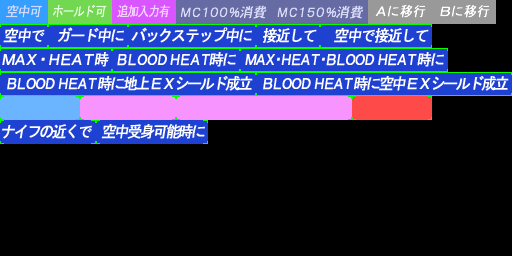 空中可 ホールド可 追加入力有 MC100%消費 MC150%消費 Aに移行 Bに移行
空中で ガード中に バックステップ中に 接近して 空中で接近して
MAX・HEAT時 BLOOD HEAT時に MAX・HEAT・BLOOD HEAT時に
BLOOD HEAT時に地上EXシールド成立 BLOOD HEAT時に空中EXシールド成立
ナイフの近くで 空中受身可能時に